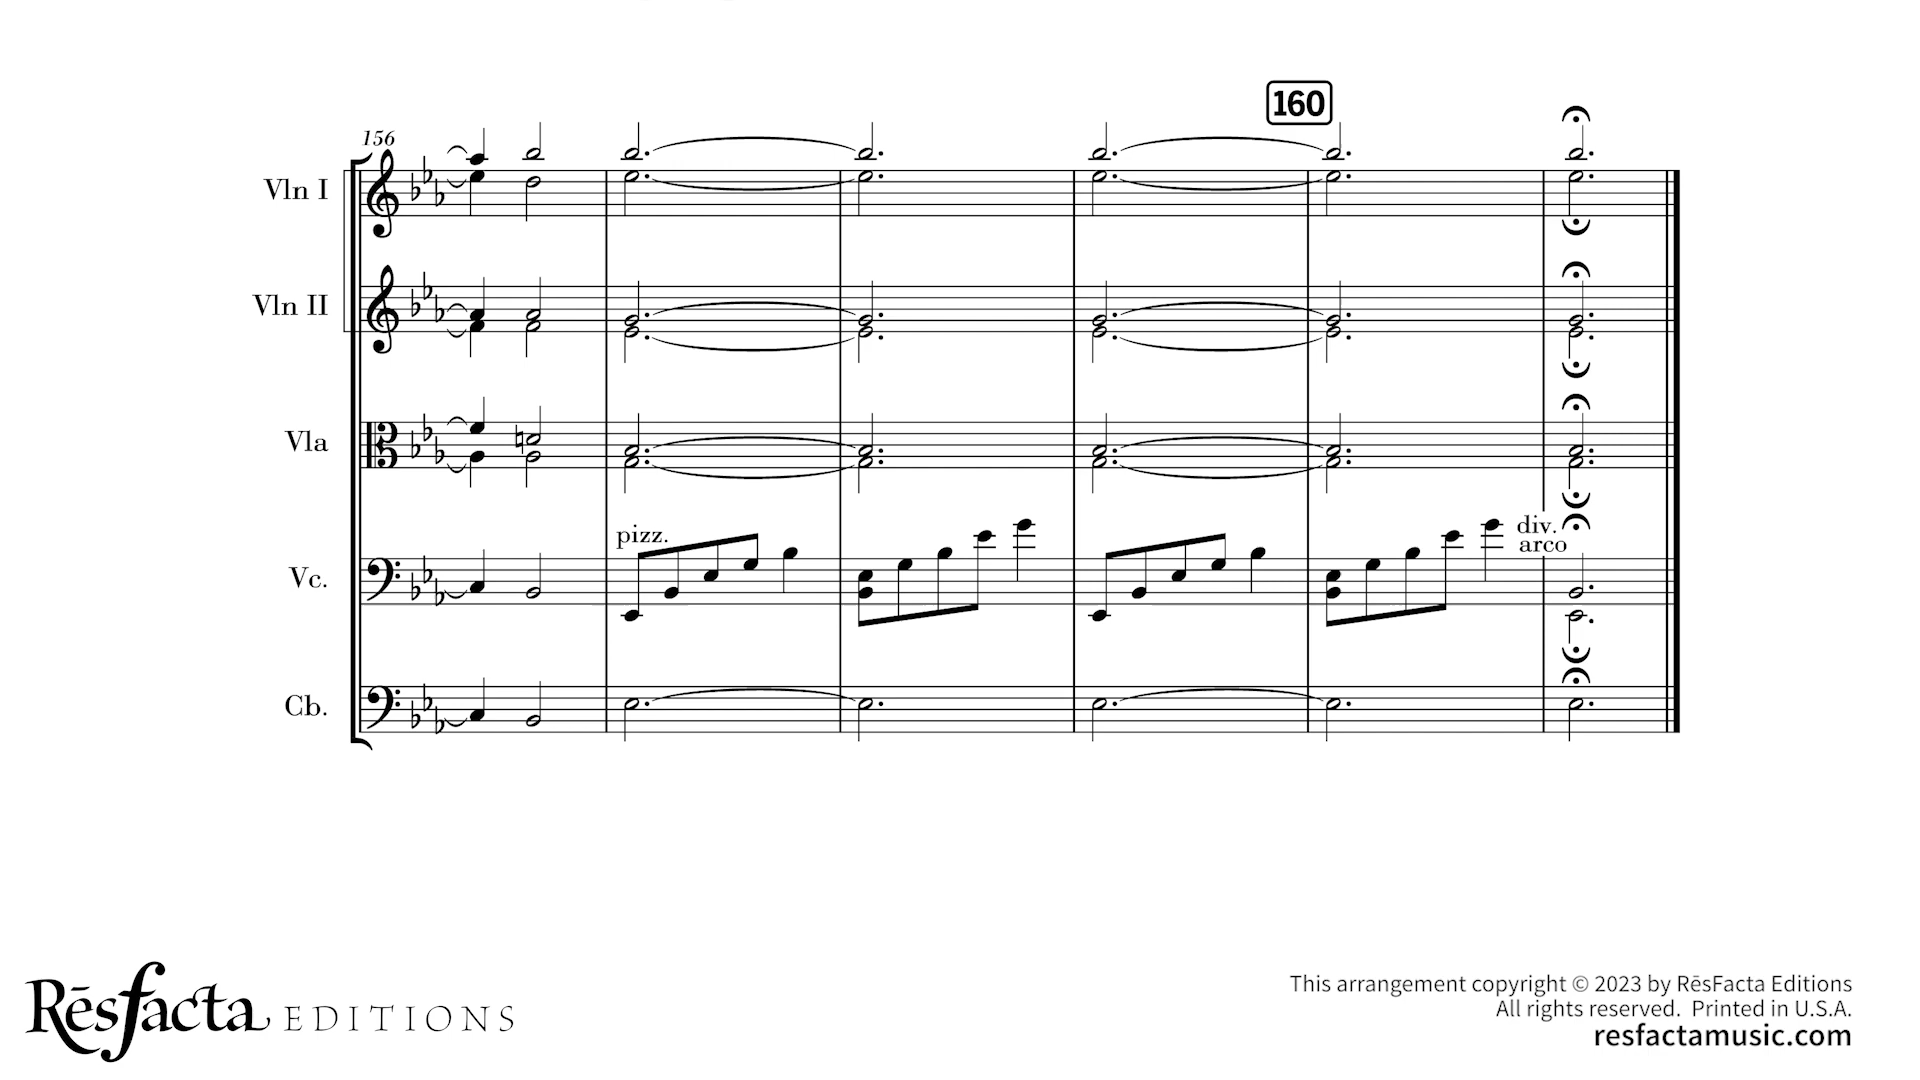 160
156
Vln I
Vln II
Vla
pizz.
div.
arco
Vc.
Cb.
RēsFacta EDITIONS
This arrangement copyright © 2023 by RēsFacta Editions
All rights reserved. Printed in U.S.A.
resfactamusic.com